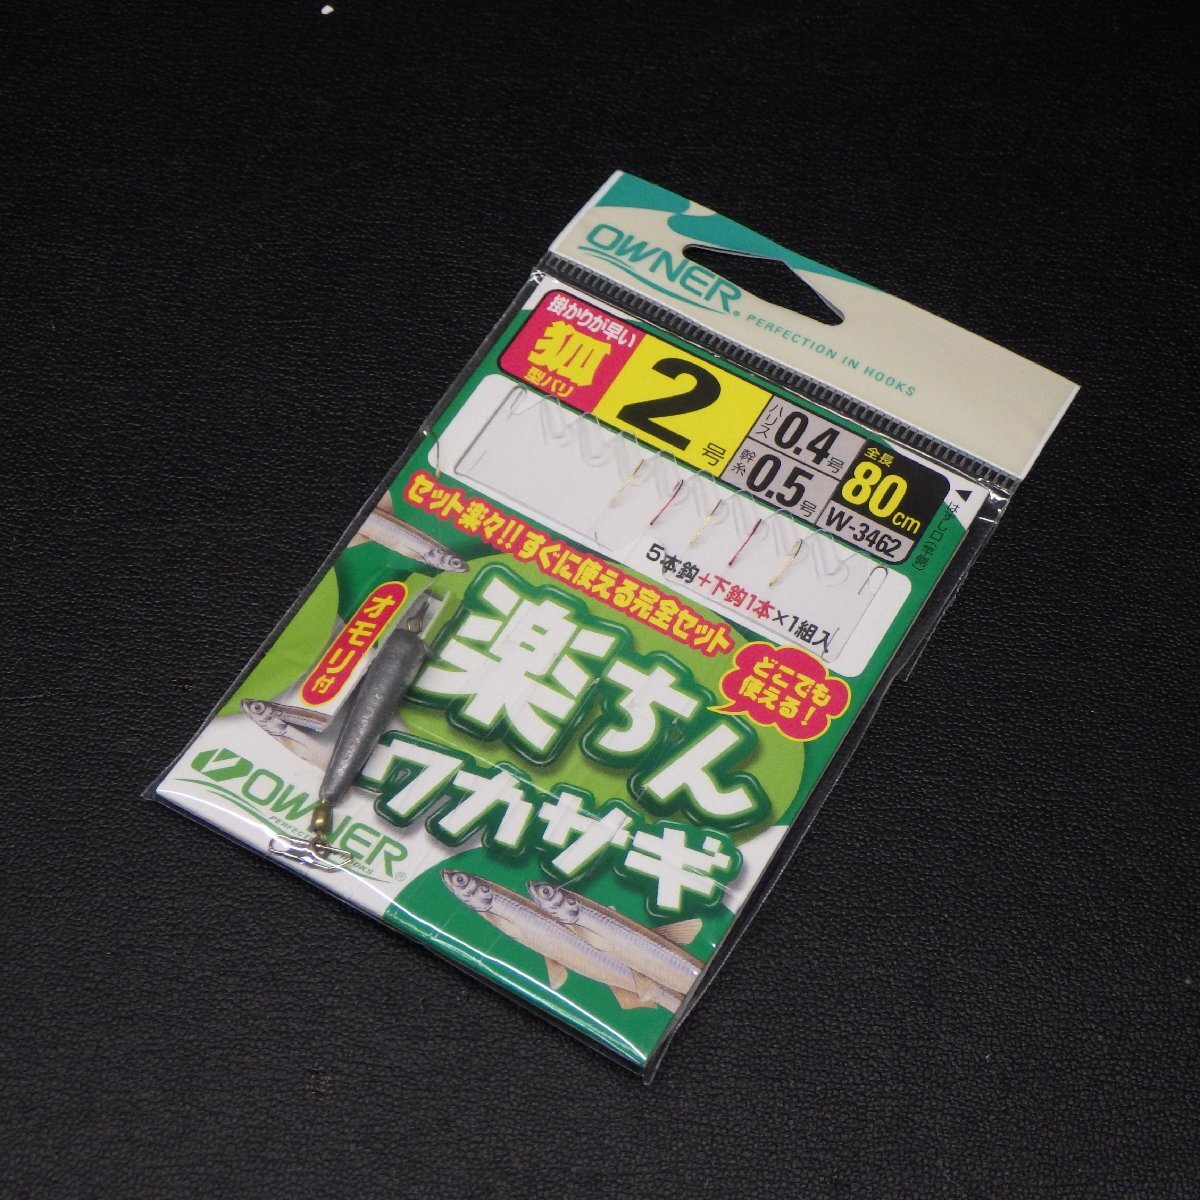 OWNER®
PERFECTION IN HOOKS
掛かりが早い
狐
型バリ
2号
ハリス 0.4号
幹糸 0.5号
全長 80cm
W-3462
5本鈎+下鈎1本×1組入
セット楽々!!すぐに使える完全セット
オモリ付
どこでも
使える!
楽ちん
ワカサギ
OWNER®